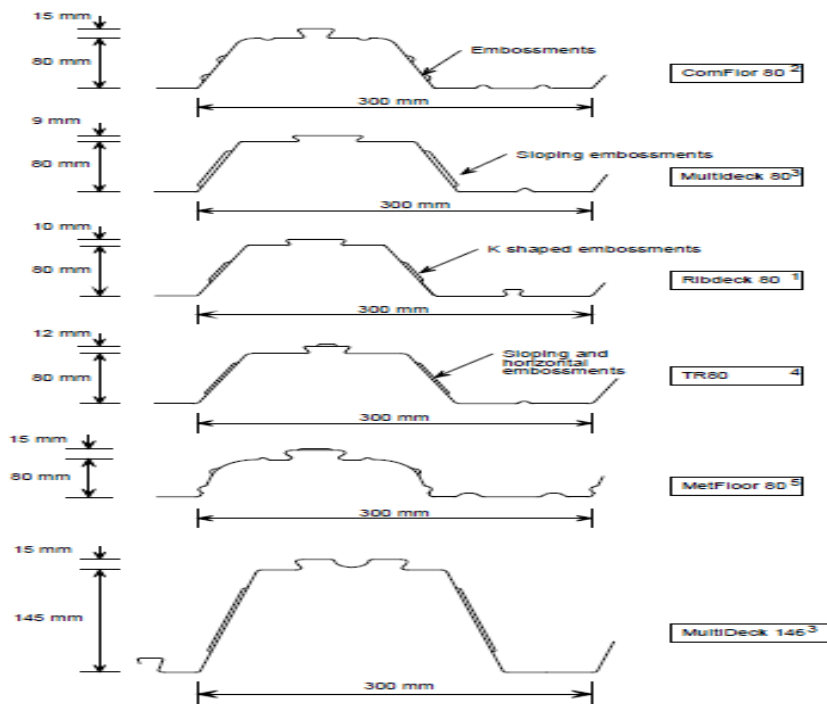 15 mm
80 mm
Embossments
ComFlor 80 2
300 mm
9 mm
80 mm
Sloping embossments
Multideck 80 3
300 mm
10 mm
80 mm
K shaped embossments
Ribdeck 80 1
300 mm
12 mm
80 mm
Sloping and
horizontal
embossments
TR80 4
300 mm
15 mm
80 mm
MetFloor 80 5
300 mm
15 mm
145 mm
MultiDeck 146 3
300 mm